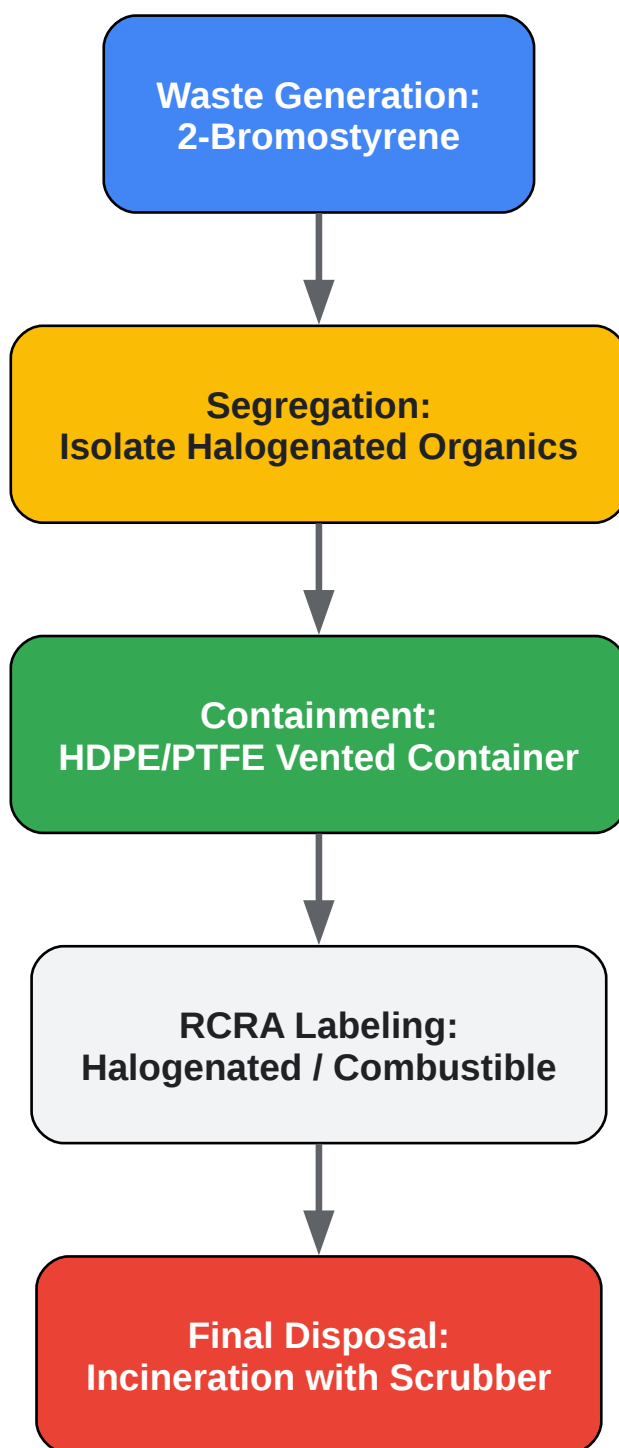 Waste Generation:
2-Bromostyrene
Segregation:
Isolate Halogenated Organics
Containment:
HDPE/PTFE Vented Container
RCRA Labeling:
Halogenated / Combustible
Final Disposal:
Incineration with Scrubber